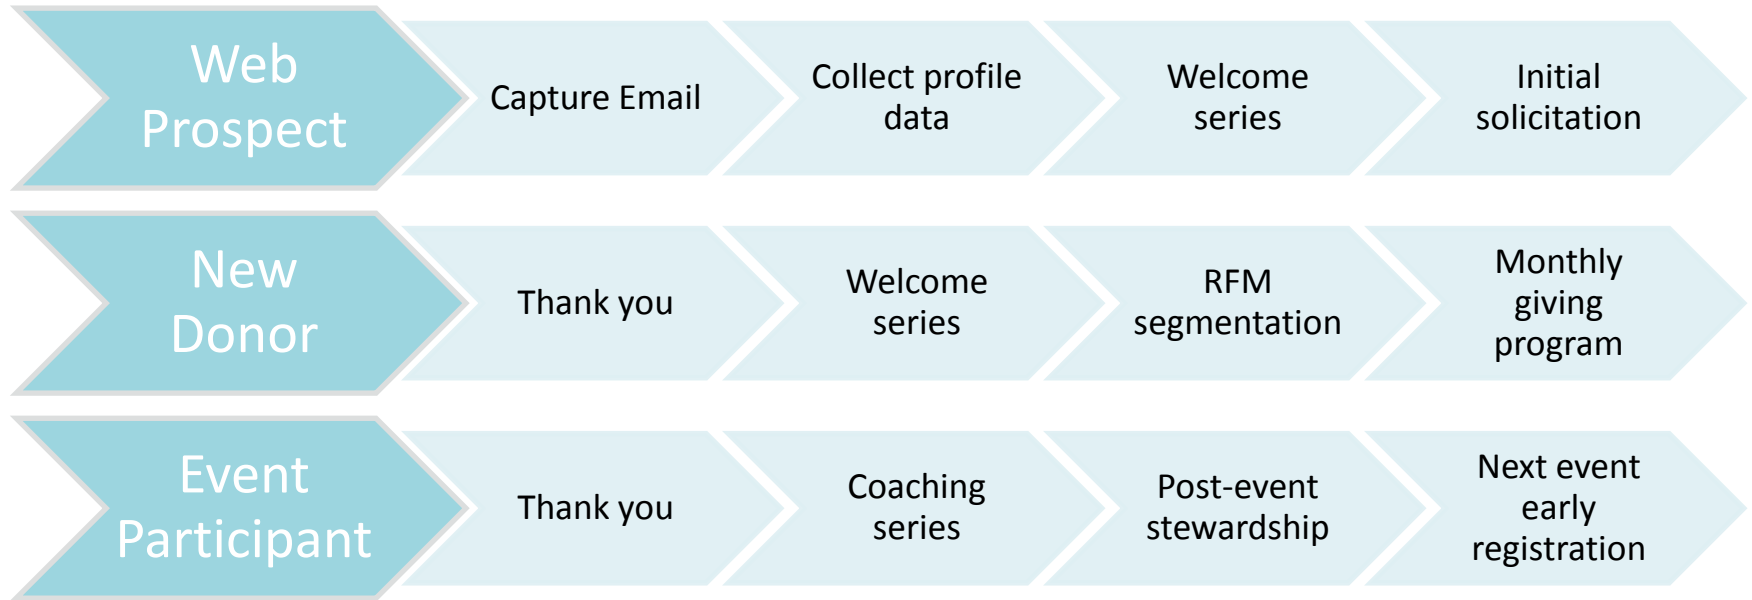 Web
Prospect
Capture Email
Collect profile
data
Welcome
series
Initial
solicitation
New
Donor
Thank you
Welcome
series
RFM
segmentation
Monthly
giving
program
Event
Participant
Thank you
Coaching
series
Post-event
stewardship
Next event
early
registration